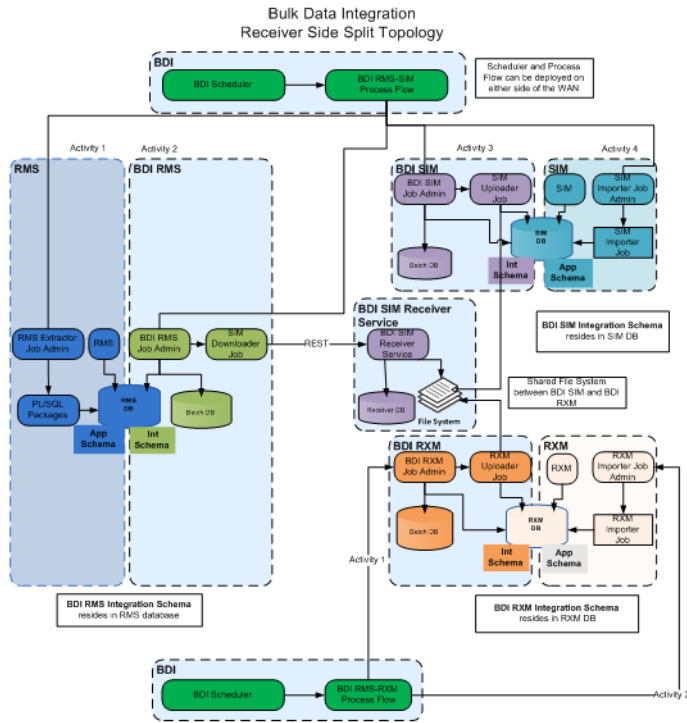 Bulk Data Integration
Receiver Side Split Topology
BDI
BDI Scheduler
BDI RMS-SIM
Process Flow
Scheduler and Process
Flow can be deployed on
either side of the WAN
Activity 1
Activity 2
Activity 3
Activity 4
RMS
BDI RMS
BDI SIM
SIM
BDI SIM
Job Admin
SIM
Uploader
Job
SIM
SIM
Importer Job
Admin
SIM
DB
SIM
Importer
Job
Batch DB
Int
Schema
App
Schema
BDI SIM Receiver
Service
BDI SIM Integration Schema
resides in SIM DB
RMS Extractor
Job Admin
RMS
BDI RMS
Job Admin
SIM
Downloader
Job
REST
BDI SIM
Receiver
Service
PL/SQL
Packages
RMS
DB
Batch DB
Receiver DB
File System
Shared File System
between BDI SIM and BDI
RXM
App
Schema
Int
Schema
BDI RXM
RXM
BDI RXM
Job Admin
RXM
Uploader
Job
RXM
RXM
Importer Job
Admin
Batch DB
RXM
DB
RXM
Importer
Job
Int
Schema
App
Schema
Activity 1
BDI RMS Integration Schema
resides in RMS database
BDI RXM Integration Schema
resides in RXM DB
BDI
BDI Scheduler
BDI RMS-RXM
Process Flow
Activity 2